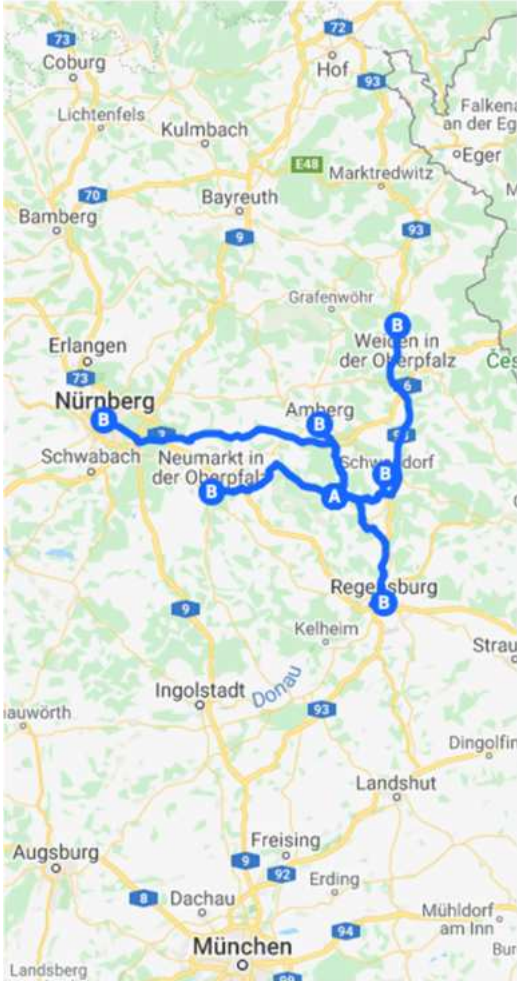 73
72
Coburg
Hof
93
Lichtenfels
Falkena
an der Eg
Kulmbach
Eger
E48
Marktredwitz
70
Bayreuth
M
Bamberg
93
9
Grafenwöhr
B
Weiden in
der Oberpfalz
Erlangen
Čes
73
6
Nürnberg
Amberg
B
B
Schwabach
Neumarkt in
der Oberpfalz
Schwandorf
B
B
A
Regensburg
B
9
Kelheim
Strau
Ingolstadt
Donau
auwörth
93
Dingolfin
Landshut
Freising
Augsburg
9
92
Erding
8
Dachau
Mühldorf
am Inn
94
München
Bur
Landsberg
99